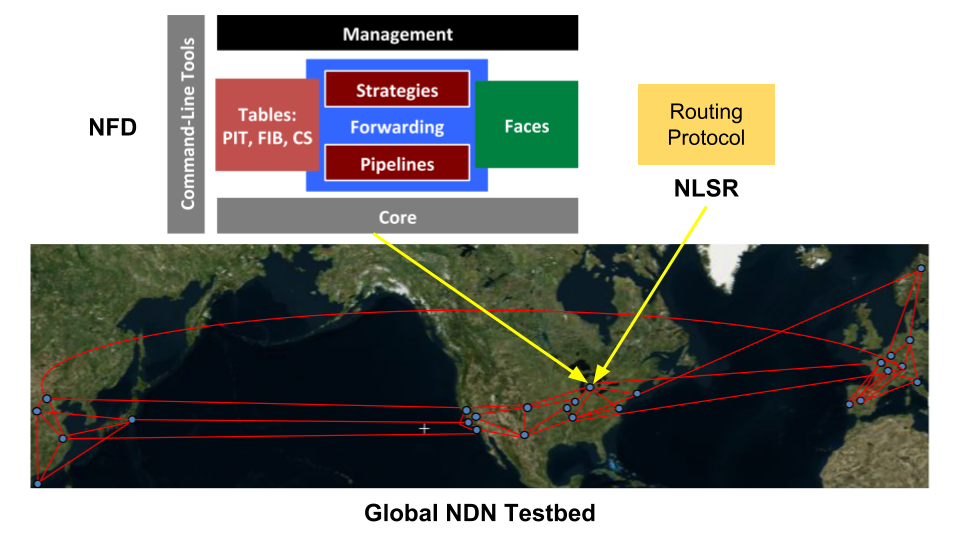 Management
Command-Line Tools
Strategies
NFD
Tables:
PIT, FIB, CS
Forwarding
Faces
Pipelines
Core
Routing
Protocol
NLSR
Global NDN Testbed